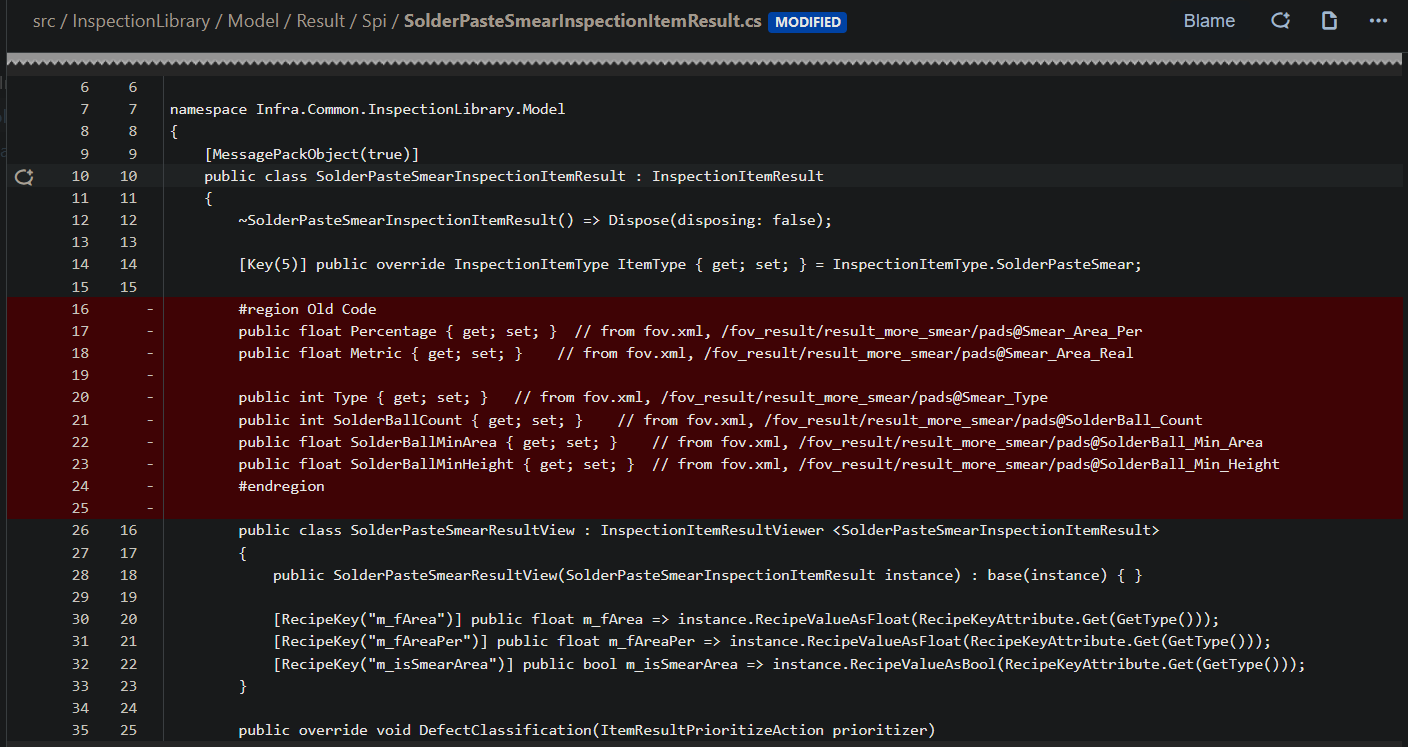 src / InspectionLibrary / Model / Result / Spi / SolderPasteSmearInspectionItemResult.cs MODIFIED Blame
6 6
7 7 namespace Infra.Common.InspectionLibrary.Model
8 8 {
9 9 [MessagePackObject(true)]
10 10 public class SolderPasteSmearInspectionItemResult : InspectionItemResult
11 11 {
12 12 ~SolderPasteSmearInspectionItemResult() => Dispose(disposing: false);
13 13
14 14 [Key(5)] public override InspectionItemType ItemType { get; set; } = InspectionItemType.SolderPasteSmear;
15 15
16 - #region Old Code
17 - public float Percentage { get; set; } // from fov.xml, /fov_result/result_more_smear/pads@Smear_Area_Per
18 - public float Metric { get; set; } // from fov.xml, /fov_result/result_more_smear/pads@Smear_Area_Real
19 -
20 - public int Type { get; set; } // from fov.xml, /fov_result/result_more_smear/pads@Smear_Type
21 - public int SolderBallCount { get; set; } // from fov.xml, /fov_result/result_more_smear/pads@SolderBall_Count
22 - public float SolderBallMinArea { get; set; } // from fov.xml, /fov_result/result_more_smear/pads@SolderBall_Min_Area
23 - public float SolderBallMinHeight { get; set; } // from fov.xml, /fov_result/result_more_smear/pads@SolderBall_Min_Height
24 - #endregion
25 -
26 16 public class SolderPasteSmearResultView : InspectionItemResultViewer <SolderPasteSmearInspectionItemResult>
27 17 {
28 18 public SolderPasteSmearResultView(SolderPasteSmearInspectionItemResult instance) : base(instance) { }
29 19
30 20 [RecipeKey("m_fArea")] public float m_fArea => instance.RecipeValueAsFloat(RecipeKeyAttribute.Get(GetType()));
31 21 [RecipeKey("m_fAreaPer")] public float m_fAreaPer => instance.RecipeValueAsFloat(RecipeKeyAttribute.Get(GetType()));
32 22 [RecipeKey("m_isSmearArea")] public bool m_isSmearArea => instance.RecipeValueAsBool(RecipeKeyAttribute.Get(GetType()));
33 23 }
34 24
35 25 public override void DefectClassification(ItemResultPrioritizeAction prioritizer)